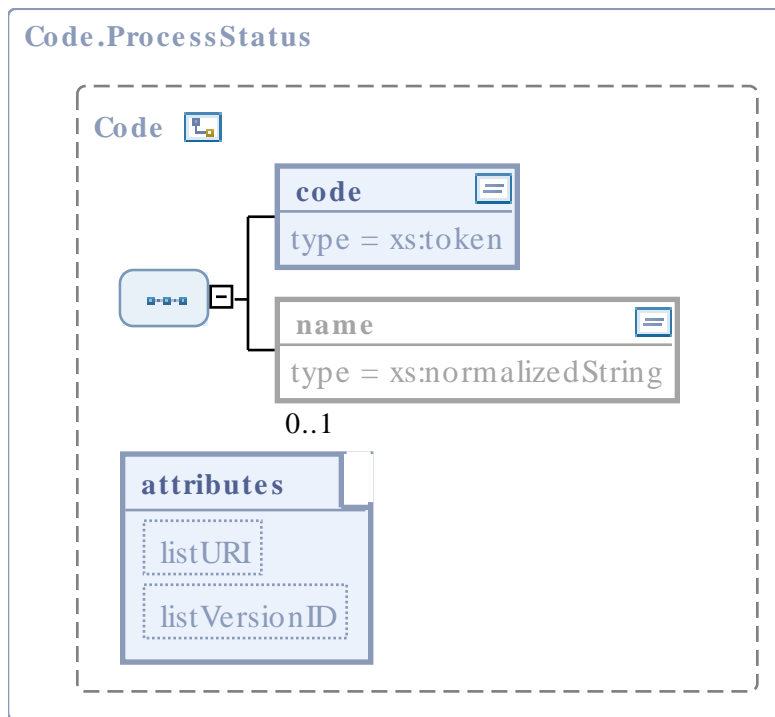 Code.ProcessStatus
Code
code
type = xs:token
name
type = xs:normalizedString
0..1
attributes
listURI
listVersionID